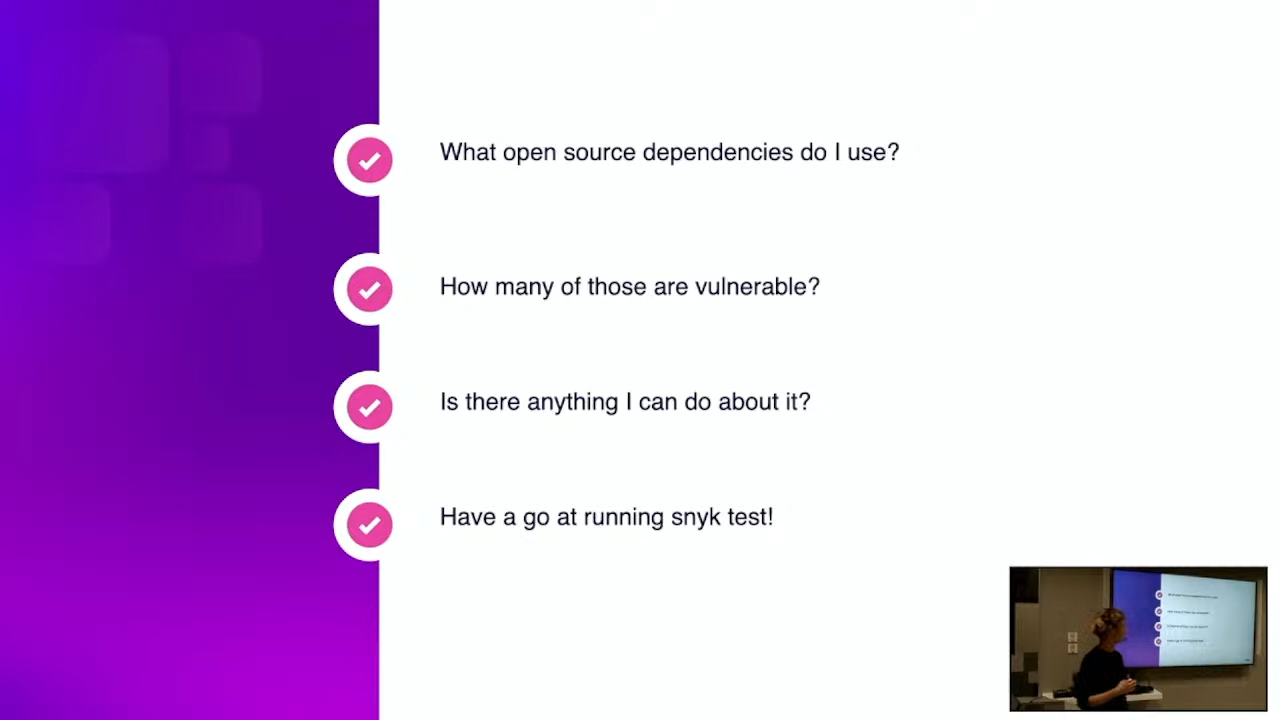 What open source dependencies do I use?
How many of those are vulnerable?
Is there anything I can do about it?
Have a go at running snyk test!